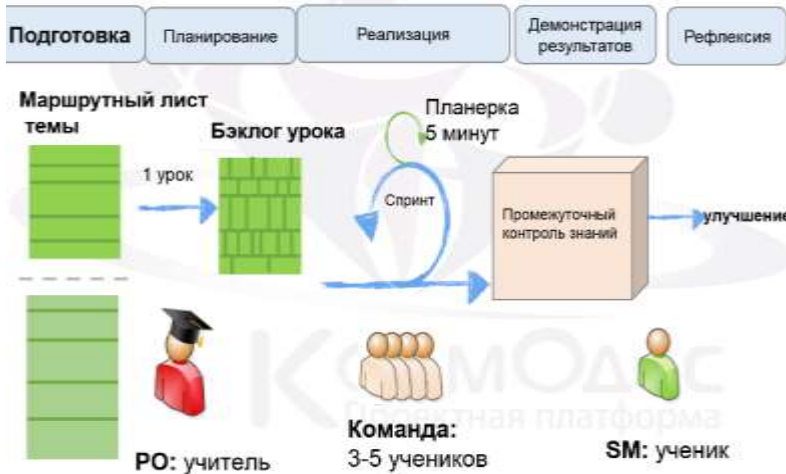 Подготовка
Планирование
Реализация
Демонстрация
результатов
Рефлексия
Маршрутный лист
темы
Бэклог урока
Планерка
5 минут
1 урок
Спринт
Промежуточный
контроль знаний
улучшение
КомОдос
Проектная платформа
PO: учитель
Команда:
3-5 учеников
SM: ученик